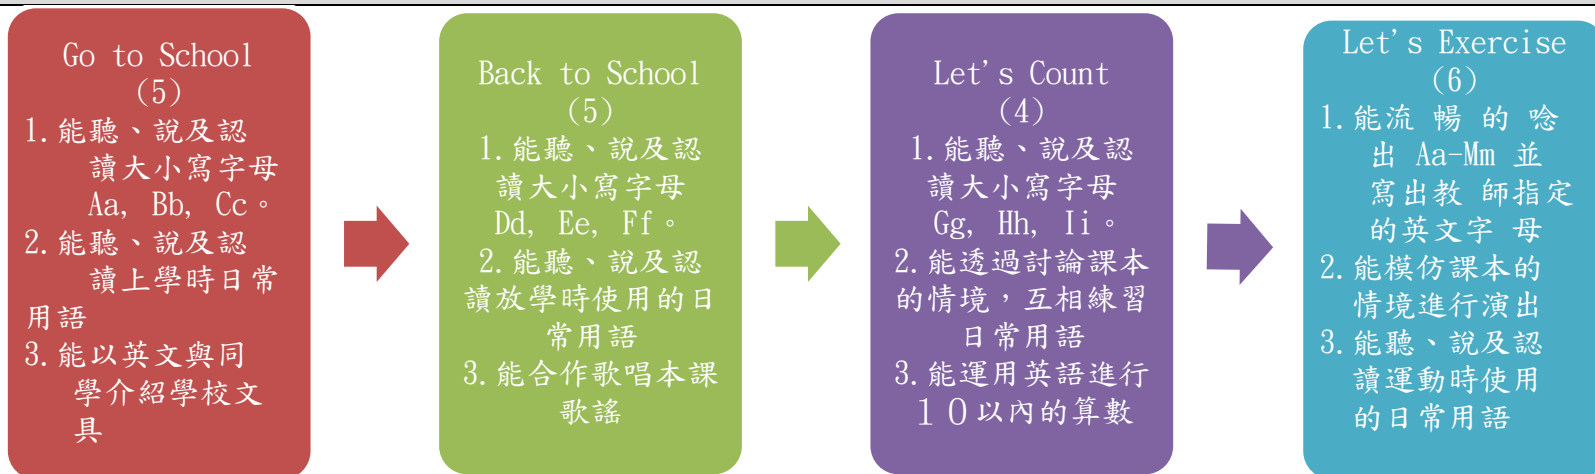 Go to School
(5)
1.能聽、說及認
讀大小寫字母
Aa, Bb, Cc。
2.能聽、說及認
讀上學時日常
用語
3.能以英文與同
學介紹學校文
具
Back to School
(5)
1.能聽、說及認
讀大小寫字母
Dd, Ee, Ff。
2.能聽、說及認
讀放學時使用的日
常用語
3.能合作歌唱本課
歌謠
Let's Count
(4)
1.能聽、說及認
讀大小寫字母
Gg, Hh, Ii。
2.能透過討論課本
的情境,互相練習
日常用語
3.能運用英語進行
10以內的算數
Let's Exercise
(6)
1.能流 暢 的 唸
出 Aa-Mm 並
寫出教 師指定
的英文字 母
2.能模仿課本的
情境進行演出
3.能聽、說及認
讀運動時使用
的日常用語